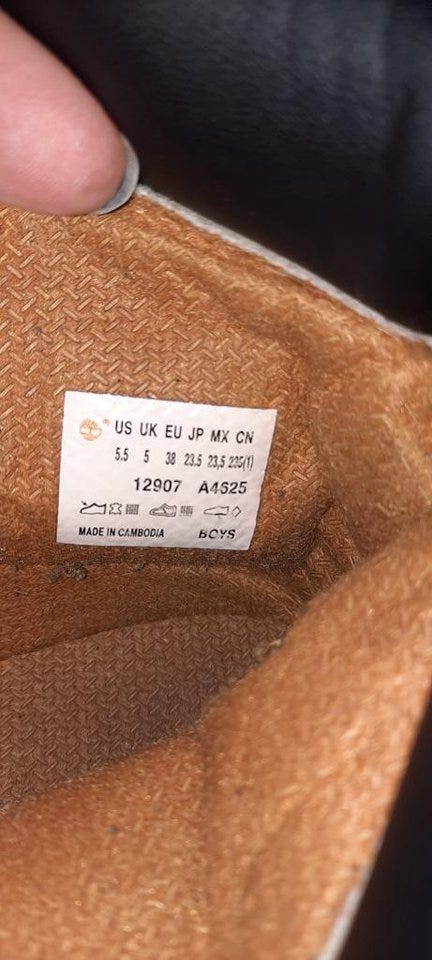 ® US UK EU JP MX CN
5.5 5 38 23.5 23,5 235(1)
12907 A4625
MADE IN CAMBODIA BOYS